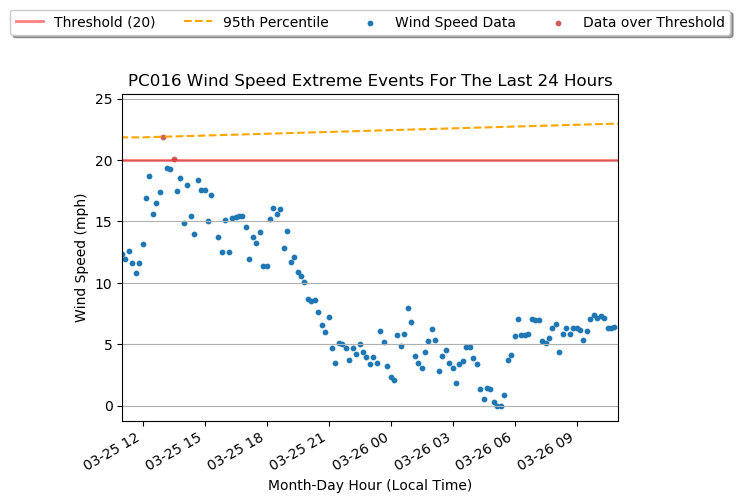 Threshold (20) 95th Percentile Wind Speed Data Data over Threshold
PC016 Wind Speed Extreme Events For The Last 24 Hours
25
20
15
10
5
0
Wind Speed (mph)
03-25 12 03-25 15 03-25 18 03-25 21 03-26 00 03-26 03 03-26 06 03-26 09
Month-Day Hour (Local Time)